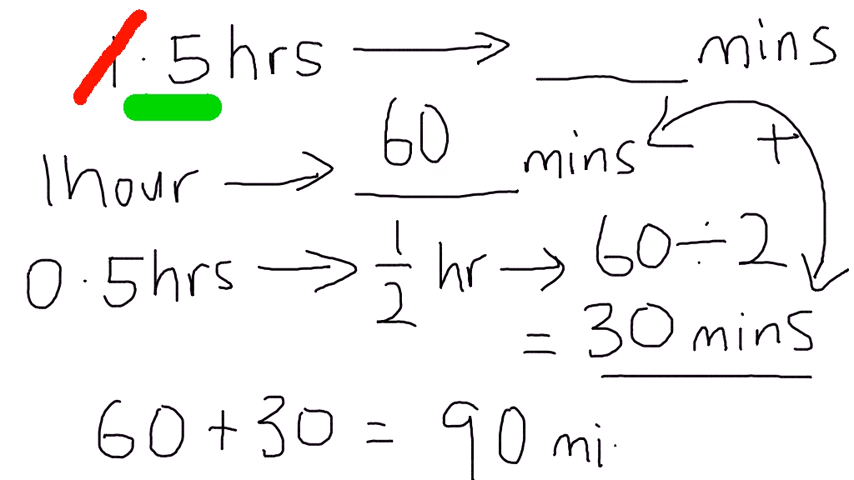 1.5 hrs → ______ mins
1 hour → 60 mins
0.5 hrs → 1/2 hr → 60 ÷ 2
= 30 mins
+
60 + 30 = 90 mi